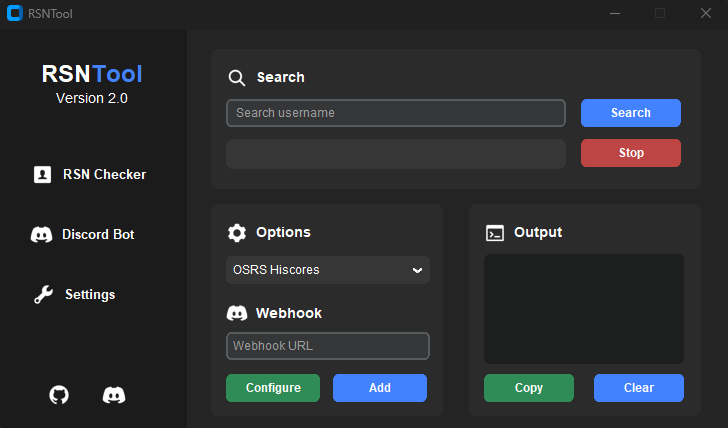 RSNTool
RSNTool
Version 2.0
RSN Checker
Discord Bot
Settings
Search
Search username
Search
Stop
Options
OSRS Hiscores
Webhook
Webhook URL
Configure
Add
Output
Copy
Clear